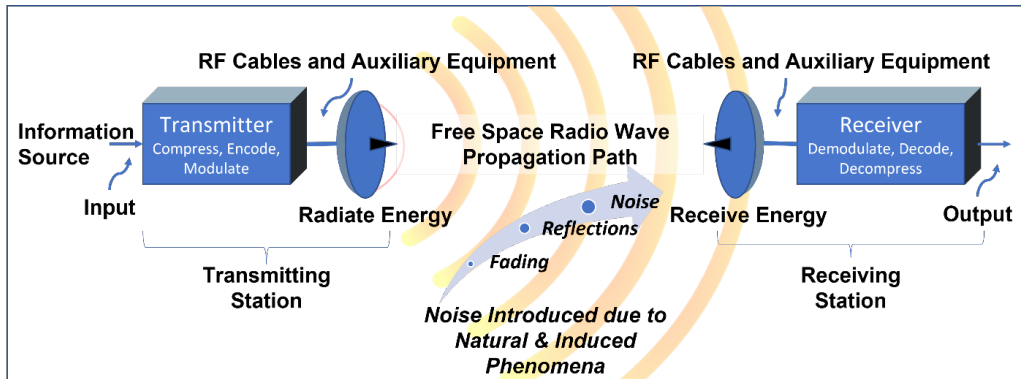 RF Cables and Auxiliary Equipment
RF Cables and Auxiliary Equipment
Information
Source
Transmitter
Compress, Encode,
Modulate
Free Space Radio Wave
Propagation Path
Receiver
Demodulate, Decode,
Decompress
Input
Radiate Energy
Noise
Reflections
Fading
Receive Energy
Output
Transmitting
Station
Receiving
Station
Noise Introduced due to
Natural & Induced
Phenomena